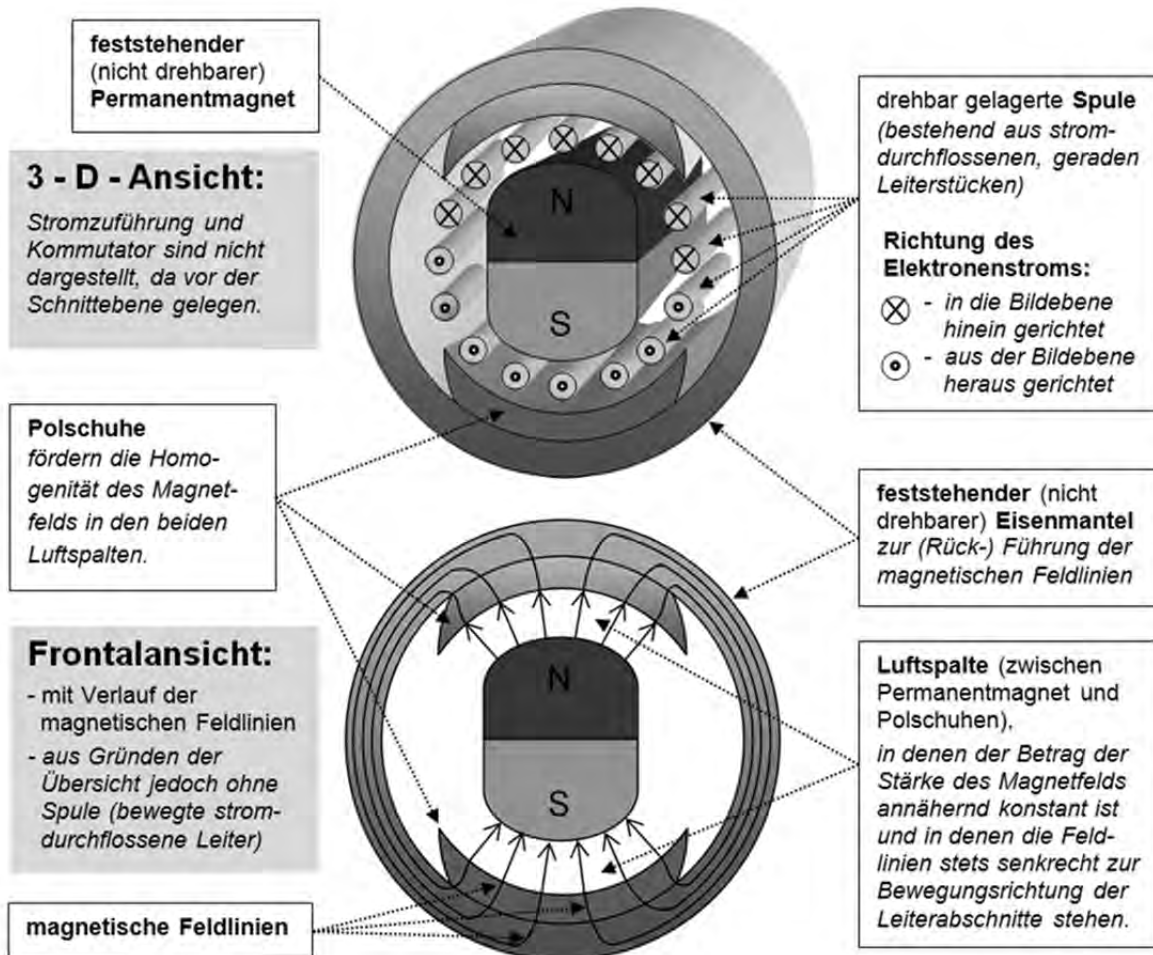 feststehender
(nicht drehbarer)
Permanentmagnet
3 - D - Ansicht:
Stromzuführung und
Kommutator sind nicht
dargestellt, da vor der
Schnittebene gelegen.
N
S
drehbar gelagerte Spule
(bestehend aus strom-
durchflossenen, geraden
Leiterstücken)
Richtung des
Elektronenstroms:
- in die Bildebene
hinein gerichtet
- aus der Bildebene
heraus gerichtet
Polschuhe
fördern die Homo-
genität des Magnet-
felds in den beiden
Luftspalten.
feststehender (nicht
drehbarer) Eisenmantel
zur (Rück-) Führung der
magnetischen Feldlinien
Frontalansicht:
- mit Verlauf der
magnetischen Feldlinien
- aus Gründen der
Übersicht jedoch ohne
Spule (bewegte strom-
durchflossene Leiter)
N
S
Luftspalte (zwischen
Permanentmagnet und
Polschuhen),
in denen der Betrag der
Stärke des Magnetfelds
annähernd konstant ist
und in denen die Feld-
linien stets senkrecht zur
Bewegungsrichtung der
Leiterabschnitte stehen.
magnetische Feldlinien